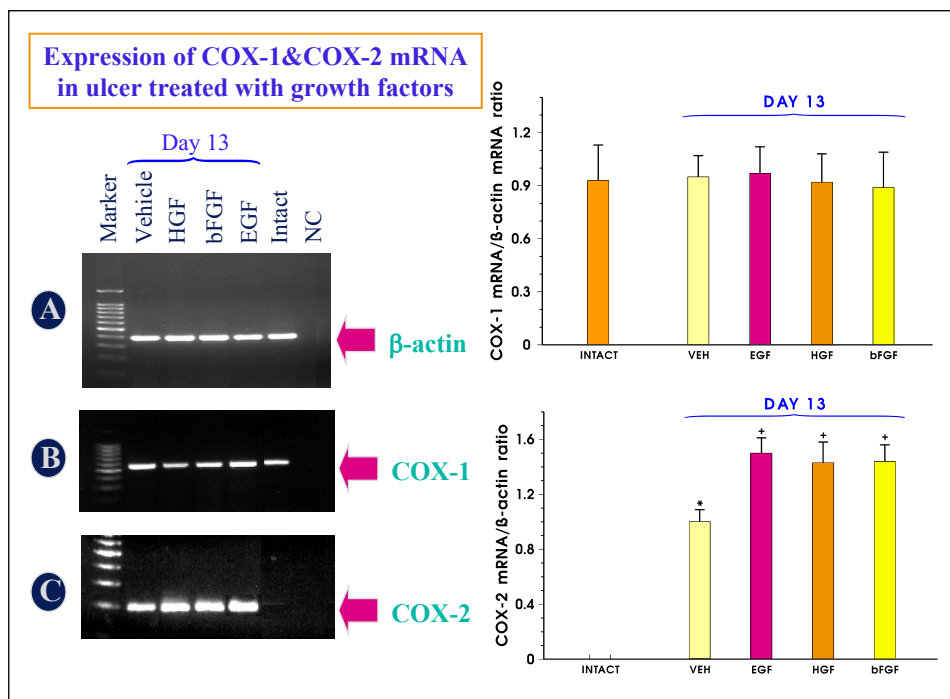 Expression of COX-1&COX-2 mRNA
in ulcer treated with growth factors
Day 13
Marker
Vehicle
HGF
bFGF
EGF
Intact
NC
A
β-actin
B
COX-1
C
COX-2
DAY 13
COX-1 mRNA/ß-actin mRNA ratio
1.2
0.9
0.6
0.3
0
INTACT
VEH
EGF
HGF
bFGF
DAY 13
COX-2 mRNA/ß-actin ratio
1.6
1.2
0.8
0.4
0
*
+
+
+
INTACT
VEH
EGF
HGF
bFGF